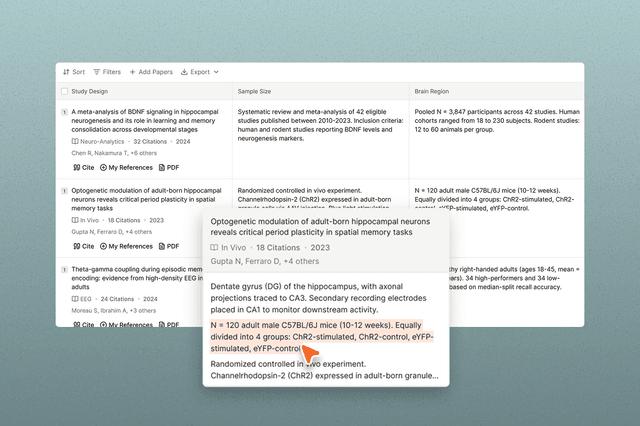 Sort Filters Add Papers Export
Study Design Sample Size Brain Region
1 A meta-analysis of BDNF signaling in hippocampal
neurogenesis and its role in learning and memory
consolidation across developmental stages
Neuro-Analytics · 32 Citations · 2024
Chen R, Nakamura T, +6 others
Cite My References PDF
Systematic review and meta-analysis of 42 eligible
studies published between 2010-2023. Inclusion criteria:
human and rodent studies reporting BDNF levels and
neurogenesis markers.
Pooled N = 3,847 participants across 42 studies. Human
cohorts ranged from 18 to 230 subjects. Rodent studies:
12 to 60 animals per group.
1 Optogenetic modulation of adult-born hippocampal
neurons reveals critical period plasticity in spatial
memory tasks
In Vivo · 18 Citations · 2023
Gupta N, Ferraro D, +4 others
Cite My References PDF
Randomized controlled in vivo experiment.
Channelrhodopsin-2 (ChR2) expressed in adult-born
N = 120 adult male C57BL/6J mice (10-12 weeks).
Equally divided into 4 groups: ChR2-stimulated, ChR2-
control, eYFP-stimulated, eYFP-control.
1 Theta-gamma coupling during episodic
encoding: evidence from high-density EEG in
adults
EEG · 24 Citations · 2024
Moreau S, Ibrahim A, +3 others
Cite My References PDF
right-handed adults (ages 18-45, mean =
34 high-performers and 34 low-
based on median-split recall accuracy.
Optogenetic modulation of adult-born hippocampal neurons
reveals critical period plasticity in spatial memory tasks
In Vivo · 18 Citations · 2023
Gupta N, Ferraro D, +4 others
Dentate gyrus (DG) of the hippocampus, with axonal
projections traced to CA3. Secondary recording electrodes
placed in CA1 to monitor downstream activity.
N = 120 adult male C57BL/6J mice (10-12 weeks). Equally
divided into 4 groups: ChR2-stimulated, ChR2-control, eYFP-
stimulated, eYFP-control
Randomized controlled in vivo experiment.
Channelrhodopsin-2 (ChR2) expressed in adult-born granule...